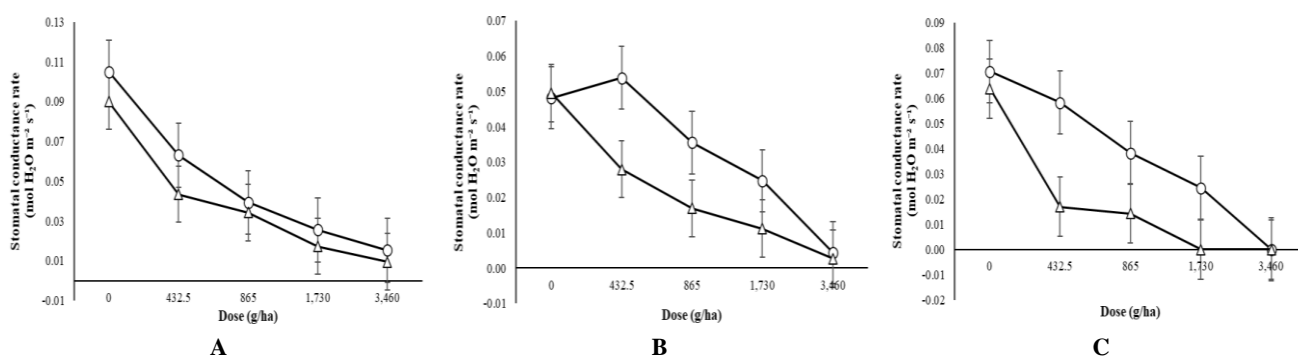 Stomatal conductance rate
(mol H₂O m⁻² s⁻¹)
0.13
0.11
0.09
0.07
0.05
0.03
0.01
-0.01
0 432.5 865 1,730 3,460
Dose (g/ha)
A
Stomatal conductance rate
(mol H₂O m⁻² s⁻¹)
0.07
0.06
0.05
0.04
0.03
0.02
0.01
0.00
-0.01
0 432.5 865 1,730 3,460
Dose (g/ha)
B
Stomatal conductance rate
(mol H₂O m⁻² s⁻¹)
0.09
0.08
0.07
0.06
0.05
0.04
0.03
0.02
0.01
0.00
-0.01
-0.02
0 432.5 865 1,730 3,460
Dose (g/ha)
C